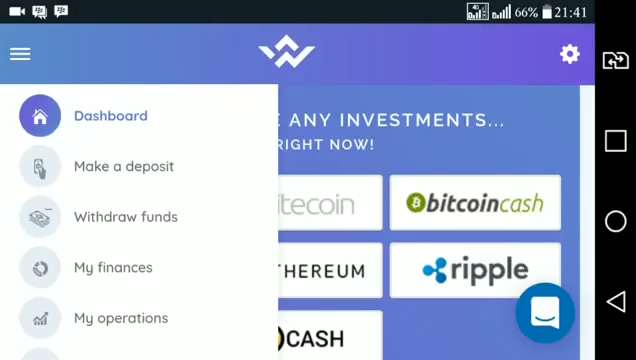 4G 66% 21:41
Dashboard
Make a deposit
Withdraw funds
My finances
My operations
ANY INVESTMENTS...
RIGHT NOW!
itecoin
bitcoincash
THEREUM
ripple
CASH